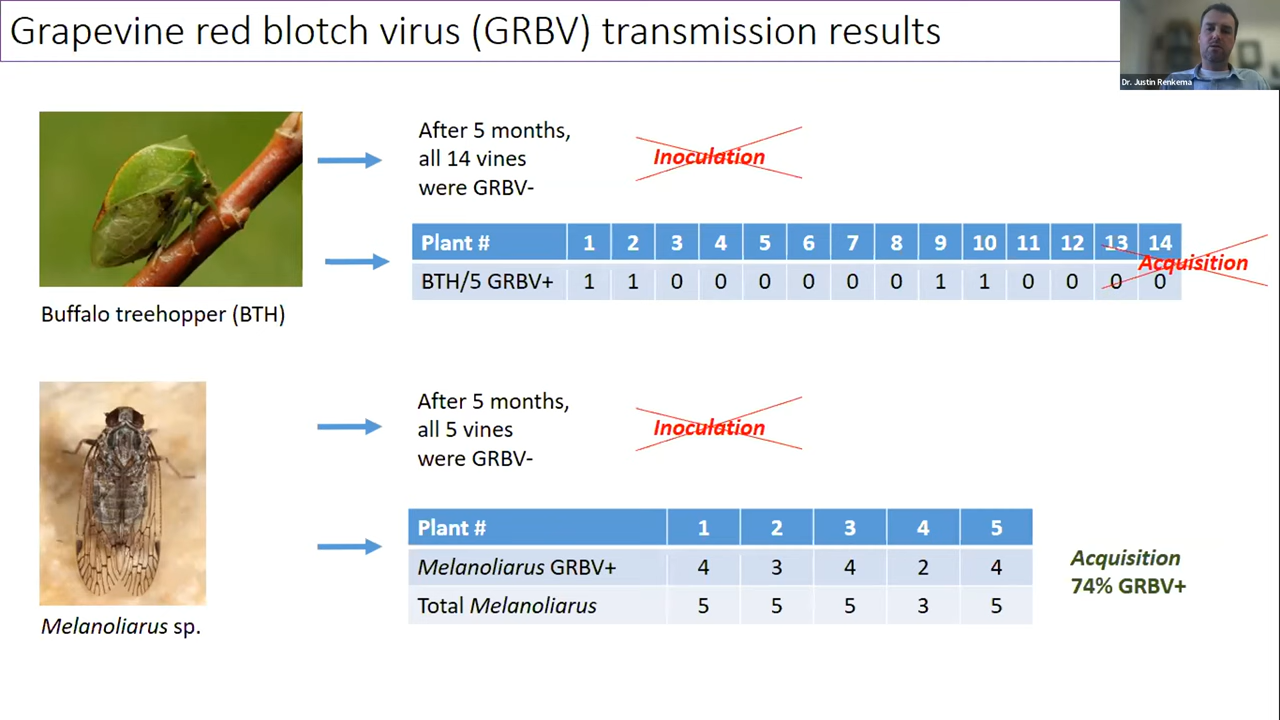 Grapevine red blotch virus (GRBV) transmission results
Dr. Justin Renkema
After 5 months,
all 14 vines
were GRBV-
Inoculation
Plant # 1 2 3 4 5 6 7 8 9 10 11 12 13 14
BTH/5 GRBV+ 1 1 0 0 0 0 0 0 1 1 0 0 0 0
Acquisition
Buffalo treehopper (BTH)
After 5 months,
all 5 vines
were GRBV-
Inoculation
Plant # 1 2 3 4 5
Melanoliarus GRBV+ 4 3 4 2 4
Total Melanoliarus 5 5 5 3 5
Acquisition
74% GRBV+
Melanoliarus sp.